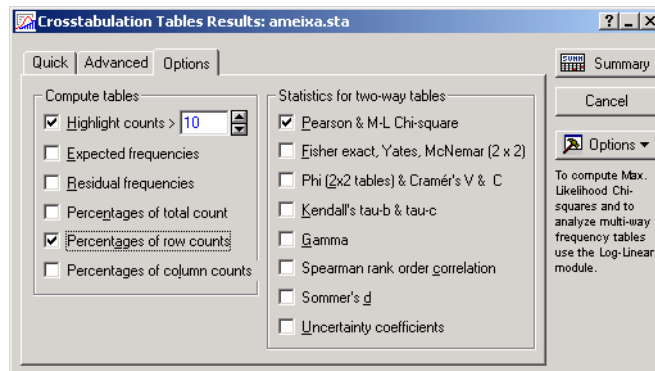 Crosstabulation Tables Results: ameixa.sta
Quick
Advanced
Options
Compute tables
Highlight counts > 10
Expected frequencies
Residual frequencies
Percentages of total count
Percentages of row counts
Percentages of column counts
Statistics for two-way tables
Pearson & M-L Chi-square
Fisher exact, Yates, McNemar (2 x 2)
Phi (2x2 tables) & Cramér's V & C
Kendall's tau-b & tau-c
Gamma
Spearman rank order correlation
Sommer's d
Uncertainty coefficients
SUMM Summary
Cancel
Options
To compute Max.
Likelihood Chi-
squares and to
analyze multi-way
frequency tables
use the Log-Linear
module.